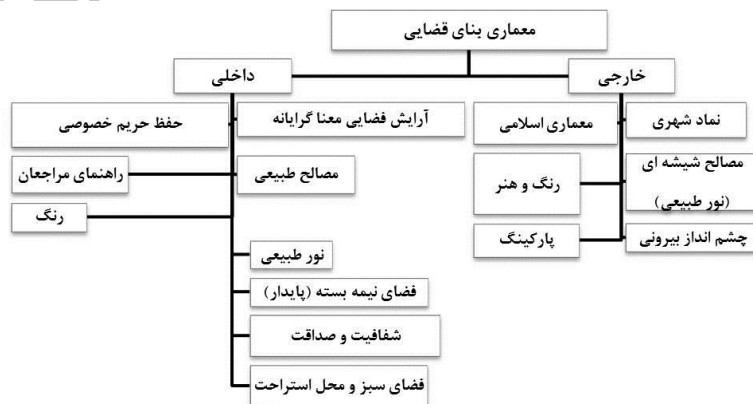 معماری بنای قضایی
خارجی
داخلی
نماد شهری
معماری اسلامی
مصالح شیشه ای
(نور طبیعی)
رنگ و هنر
چشم انداز بیرونی
پارکینگ
آرایش فضایی معنا گرایانه
حفظ حریم خصوصی
مصالح طبیعی
راهنمای مراجعان
رنگ
نور طبیعی
فضای نیمه بسته (پایدار)
شفافیت و صداقت
فضای سبز و محل استراحت